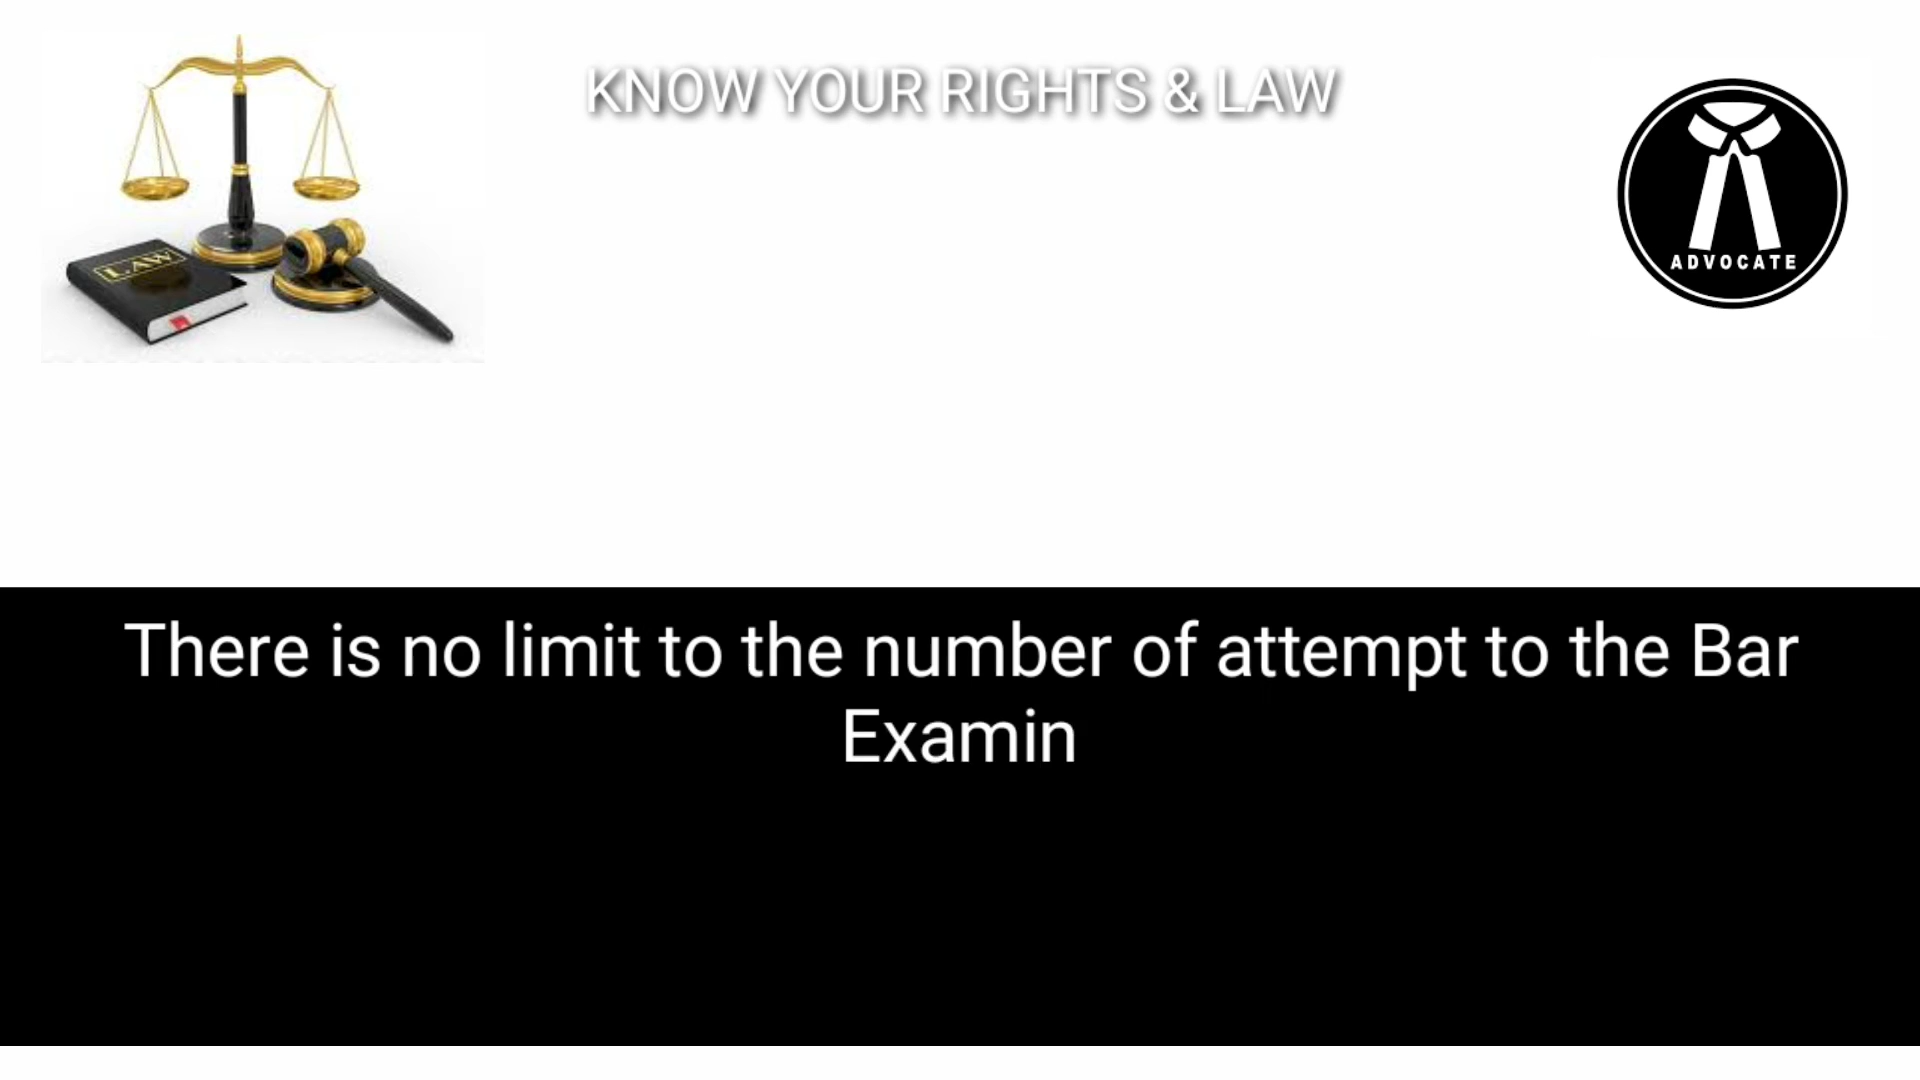 KNOW YOUR RIGHTS & LAW
LAW
ADVOCATE
There is no limit to the number of attempt to the Bar
Examin